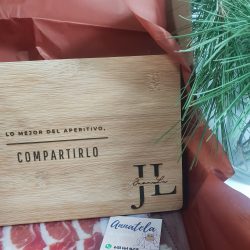 LO MEJOR DEL APERITIVO,
COMPARTIRLO
JL
Annatela